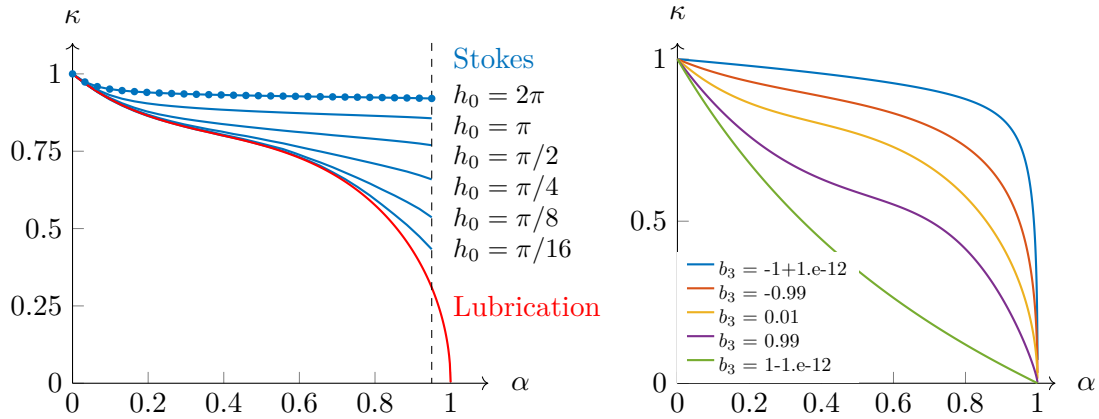 κ
1
0.75
0.5
0.25
0
0 0.2 0.4 0.6 0.8 1
α
Stokes
h₀ = 2π
h₀ = π
h₀ = π/2
h₀ = π/4
h₀ = π/8
h₀ = π/16
Lubrication
κ
1
0.5
0
0 0.2 0.4 0.6 0.8 1
α
b₃ = -1+1.e-12
b₃ = -0.99
b₃ = 0.01
b₃ = 0.99
b₃ = 1-1.e-12